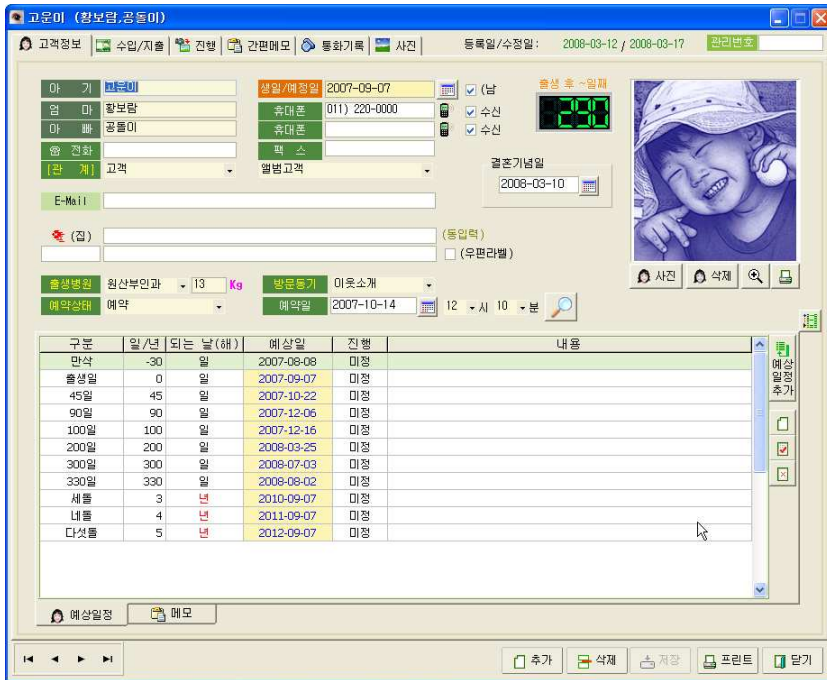 고운이 (황보람,공돌이)
고객정보 수입/지출 진행 간편메모 통화기록 사진 등록일/수정일: 2008-03-12 / 2008-03-17 관리번호
아 기 고운이 생일/예정일 2007-09-07 (남 출생 후 ~일째
엄 마 황보람 휴대폰 011) 220-0000 수신 290
아 빠 공돌이 휴대폰 수신
전화 팩 스
[관 계] 고객 앨범고객 결혼기념일
2008-03-10
E-Mail
(집) (동입력)
(우편라벨)
사진 삭제
출생병원 원산부인과 13 Kg 방문동기 이웃소개
예약상태 예약 예약일 2007-10-14 12 시 10 분
구분 일/년 되는 날(해) 예상일 진행 내용
만삭 -30 일 2007-08-08 미정
출생일 0 일 2007-09-07 미정
45일 45 일 2007-10-22 미정
90일 90 일 2007-12-06 미정
100일 100 일 2007-12-16 미정
200일 200 일 2008-03-25 미정
300일 300 일 2008-07-03 미정
330일 330 일 2008-08-02 미정
세돌 3 년 2010-09-07 미정
네돌 4 년 2011-09-07 미정
다섯돌 5 년 2012-09-07 미정
예상
일정
추가
예상일정 메모
추가 삭제 저장 프린트 닫기